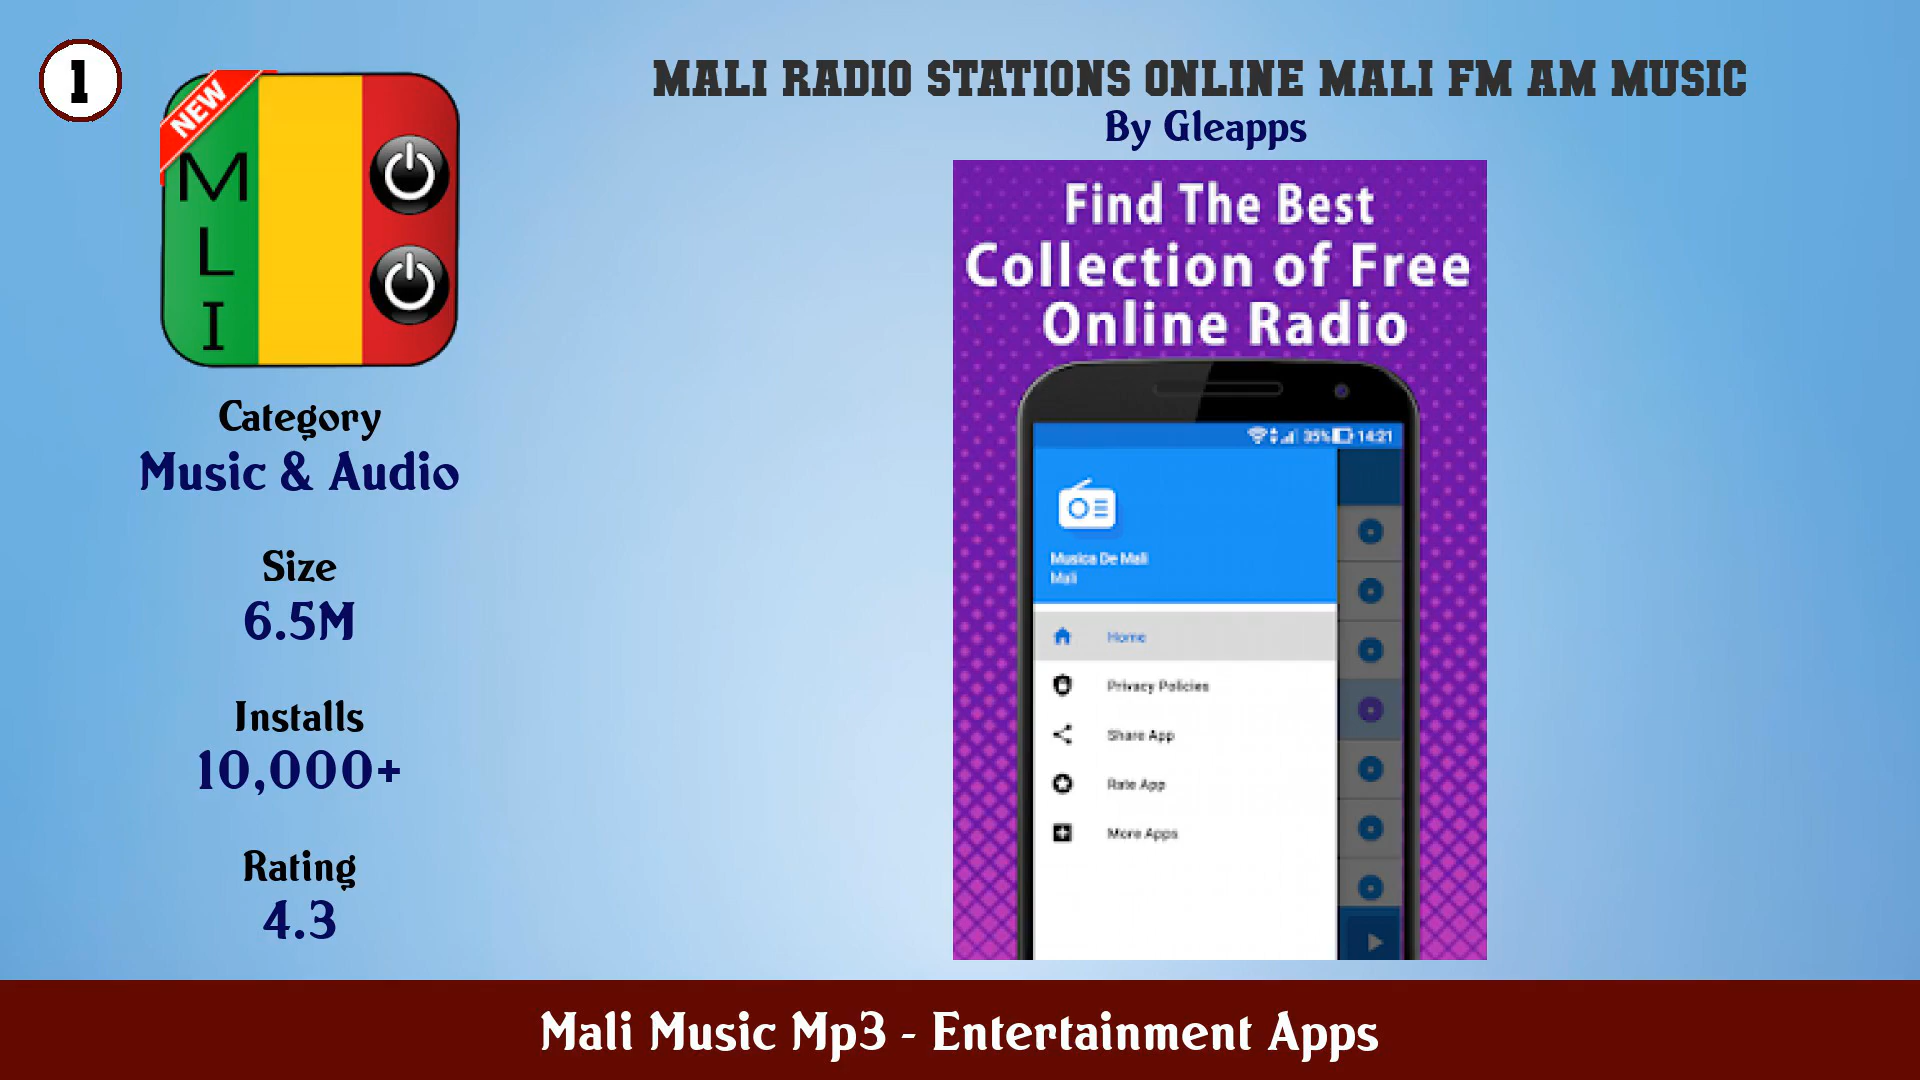 1
NEW
M
L
I
Category
Music & Audio
Size
6.5M
Installs
10,000+
Rating
4.3
MALI RADIO STATIONS ONLINE MALI FM AM MUSIC
By Gleapps
Find The Best
Collection of Free
Online Radio
35% 14:21
Musica De Mali
Mali
Home
Privacy Policies
Share App
Rate App
More Apps
Mali Music Mp3 - Entertainment Apps